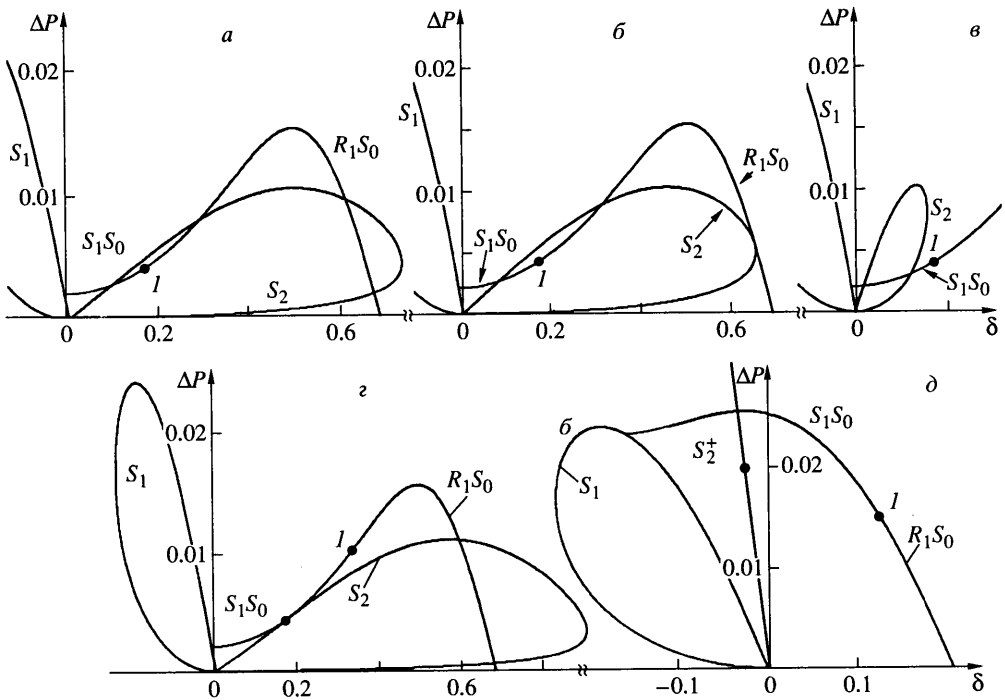 ΔP а ΔP б ΔP в
0.02 0.02 0.02
S₁ S₁ S₁
R₁S₀ R₁S₀
0.01 0.01 0.01
S₁S₀ S₁S₀ S₂ S₂
1 1 1
S₂ S₁S₀
0 0.2 0.6 0 0.2 0.6 0 δ
ΔP г ΔP д
0.02 б S₂⁺ S₁S₀
S₁ R₁S₀ S₁ 0.02
1 1
0.01 S₂ R₁S₀
S₁S₀ 0.01
0 0.2 0.6 −0.1 0 0.1 δ